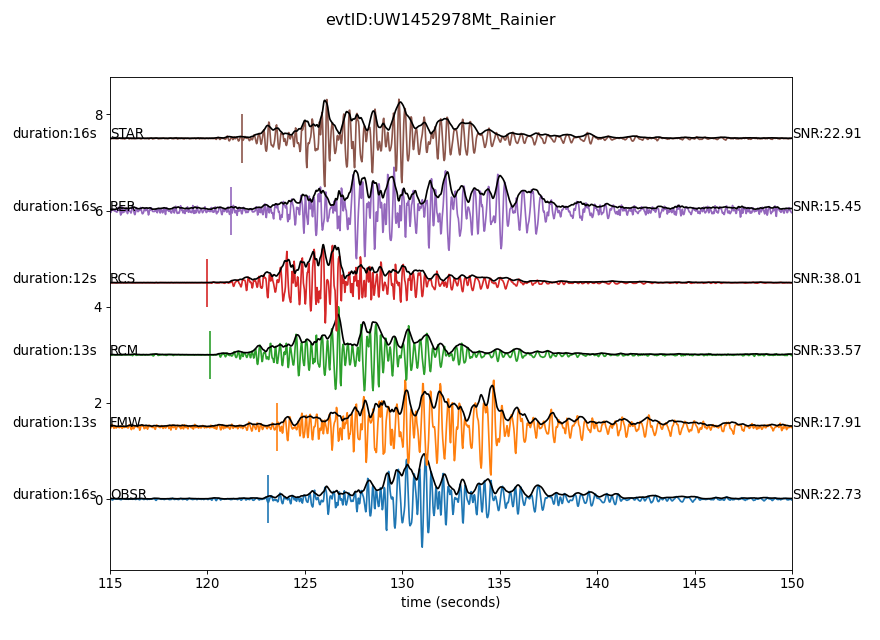 evtID:UW1452978Mt_Rainier
8
duration:16s STAR SNR:22.91
duration:16s RER SNR:15.45
6
duration:12s RCS SNR:38.01
4
duration:13s RCM SNR:33.57
2
duration:13s FMW SNR:17.91
duration:16s OBSR SNR:22.73
0
115 120 125 130 135 140 145 150
time (seconds)